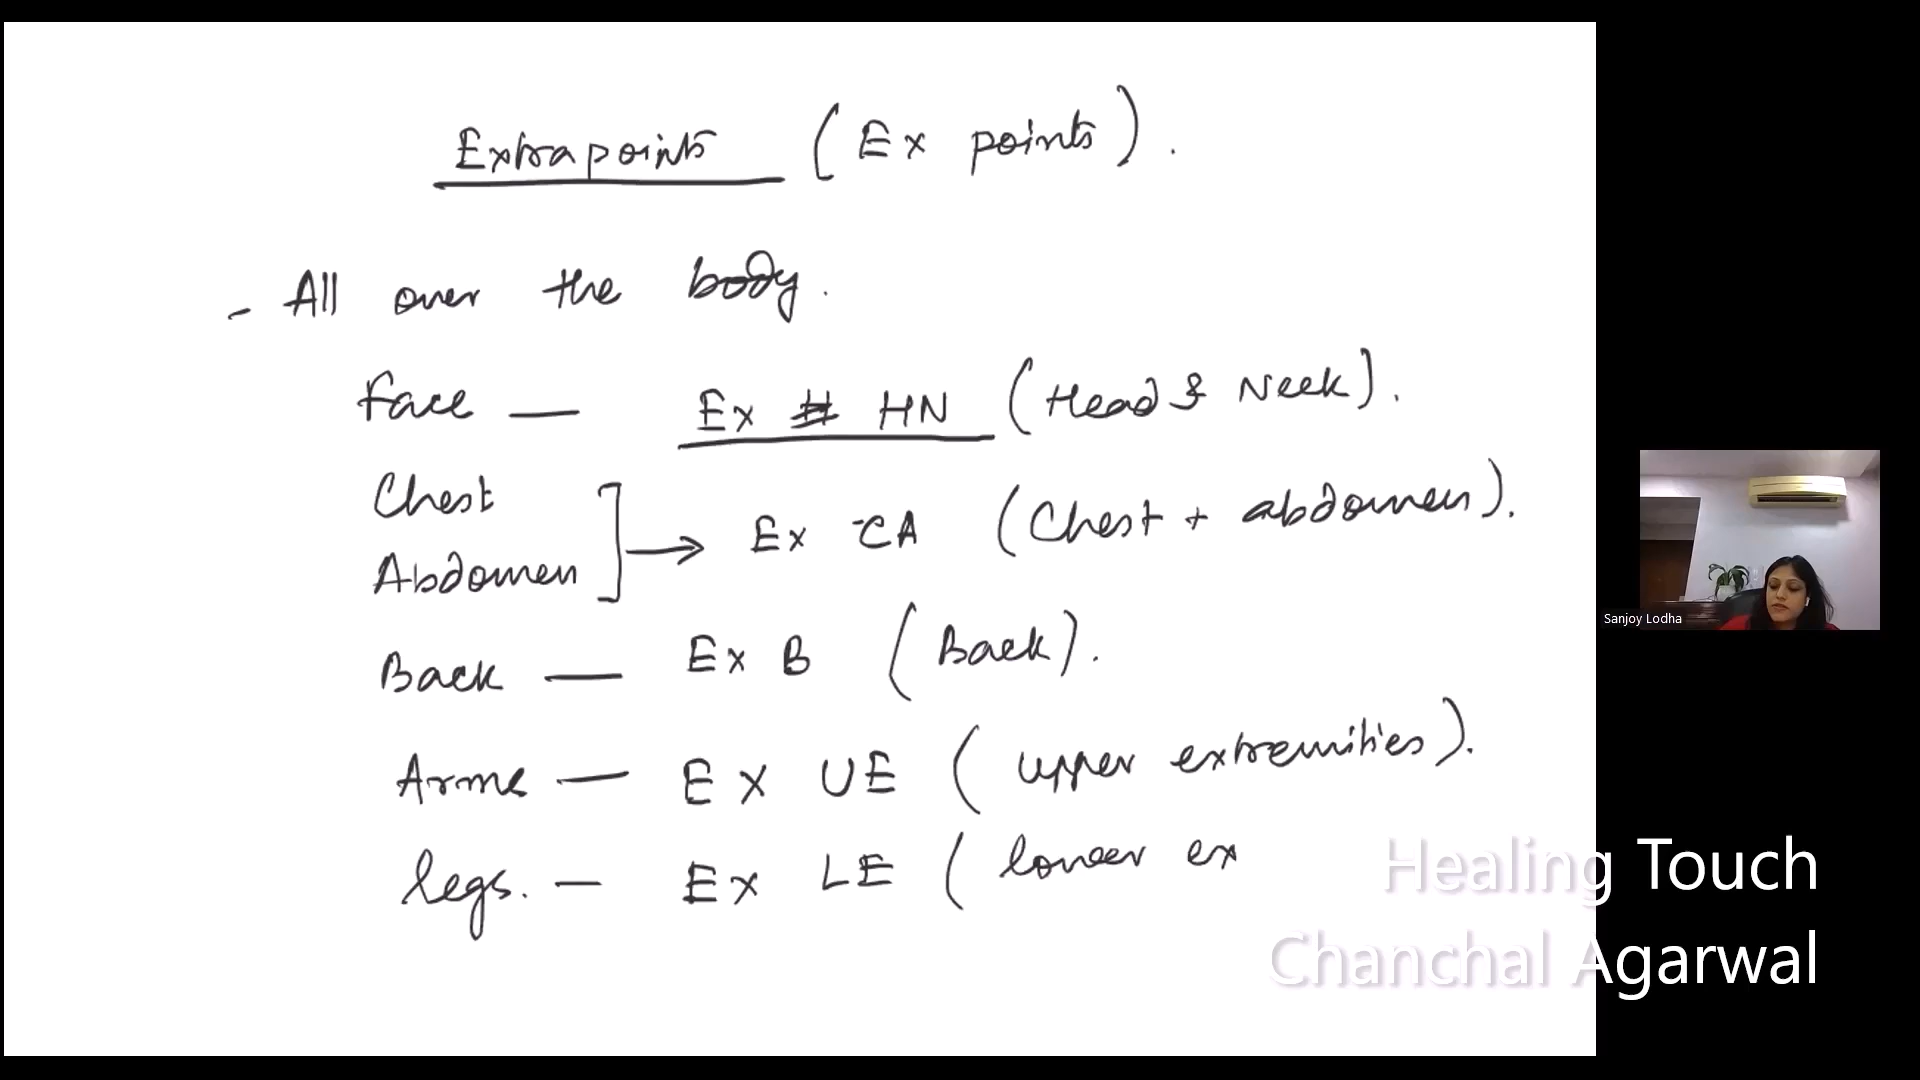 Extrapoints (Ex points).
- All over the body.
Face — Ex HN (Head & Neck).
Chest
Abdomen
→ Ex CA (Chest + abdomen).
Back — Ex B (Back).
Arms — Ex UE (upper extremities).
legs. — Ex LE (lower ex
Sanjoy Lodha
Healing Touch
Chanchal Agarwal